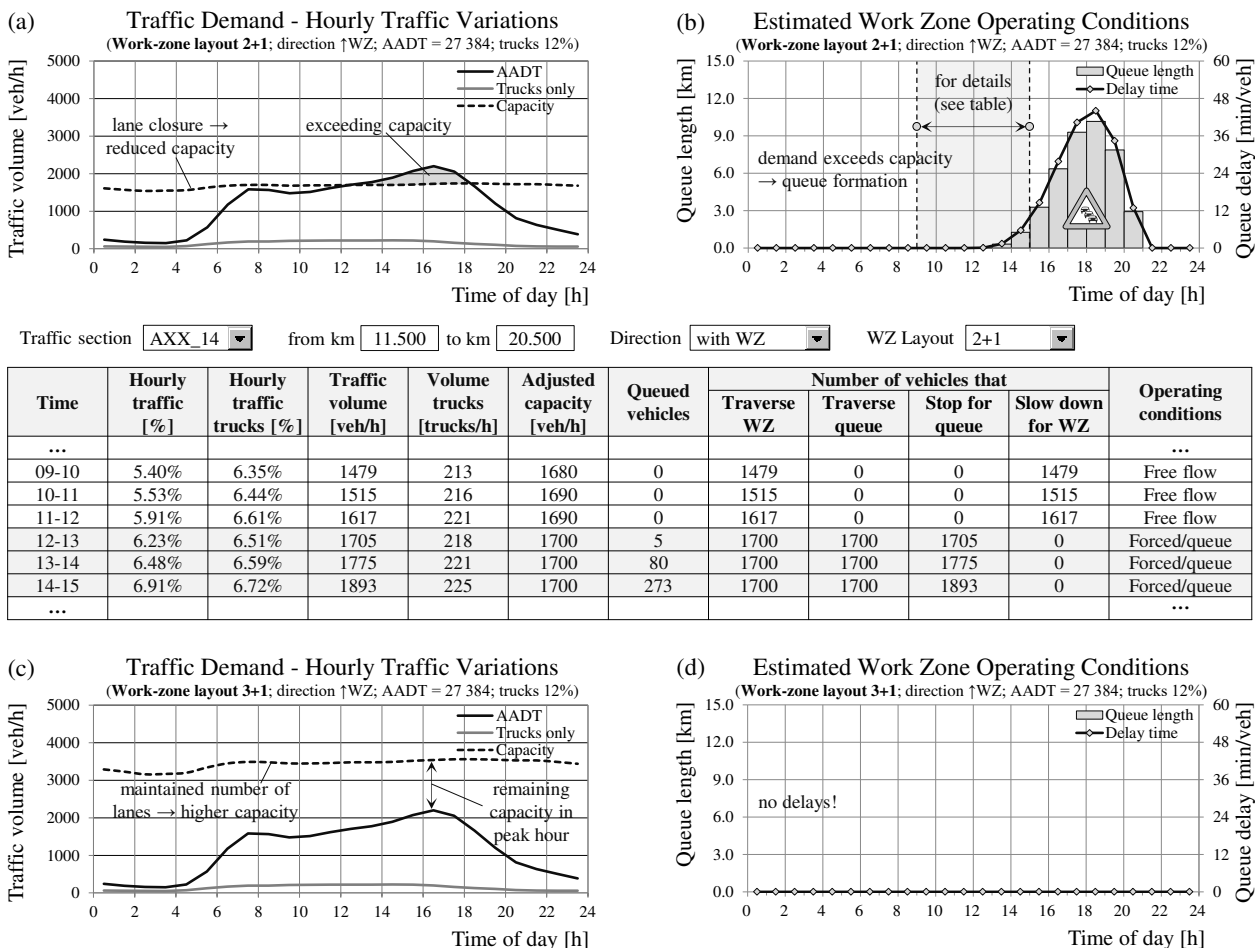 (a)
Traffic Demand - Hourly Traffic Variations
(Work-zone layout 2+1; direction ↑WZ; AADT = 27 384; trucks 12%)
Traffic volume [veh/h]
5000
4000
3000
2000
1000
0
AADT
Trucks only
Capacity
lane closure →
reduced capacity
exceeding capacity
0 2 4 6 8 10 12 14 16 18 20 22 24
Time of day [h]
(b)
Estimated Work Zone Operating Conditions
(Work-zone layout 2+1; direction ↑WZ; AADT = 27 384; trucks 12%)
Queue length [km]
15.0
12.0
9.0
6.0
3.0
0.0
for details
(see table)
Queue length
Delay time
demand exceeds capacity
→ queue formation
60
48
36
24
12
0
Queue delay [min/veh]
0 2 4 6 8 10 12 14 16 18 20 22 24
Time of day [h]
Traffic section AXX_14 from km 11.500 to km 20.500 Direction with WZ WZ Layout 2+1
Time Hourly traffic [%] Hourly traffic trucks [%] Traffic volume [veh/h] Volume trucks [trucks/h] Adjusted capacity [veh/h] Queued vehicles Number of vehicles that Traverse WZ Traverse queue Stop for queue Slow down for WZ Operating conditions
... ...
09-10 5.40% 6.35% 1479 213 1680 0 1479 0 0 1479 Free flow
10-11 5.53% 6.44% 1515 216 1690 0 1515 0 0 1515 Free flow
11-12 5.91% 6.61% 1617 221 1690 0 1617 0 0 1617 Free flow
12-13 6.23% 6.51% 1705 218 1700 5 1700 1700 1705 0 Forced/queue
13-14 6.48% 6.59% 1775 221 1700 80 1700 1700 1775 0 Forced/queue
14-15 6.91% 6.72% 1893 225 1700 273 1700 1700 1893 0 Forced/queue
... ...
(c)
Traffic Demand - Hourly Traffic Variations
(Work-zone layout 3+1; direction ↑WZ; AADT = 27 384; trucks 12%)
Traffic volume [veh/h]
5000
4000
3000
2000
1000
0
AADT
Trucks only
Capacity
maintained number of
lanes → higher capacity
remaining
capacity in
peak hour
0 2 4 6 8 10 12 14 16 18 20 22 24
Time of day [h]
(d)
Estimated Work Zone Operating Conditions
(Work-zone layout 3+1; direction ↑WZ; AADT = 27 384; trucks 12%)
Queue length [km]
15.0
12.0
9.0
6.0
3.0
0.0
Queue length
Delay time
no delays!
60
48
36
24
12
0
Queue delay [min/veh]
0 2 4 6 8 10 12 14 16 18 20 22 24
Time of day [h]